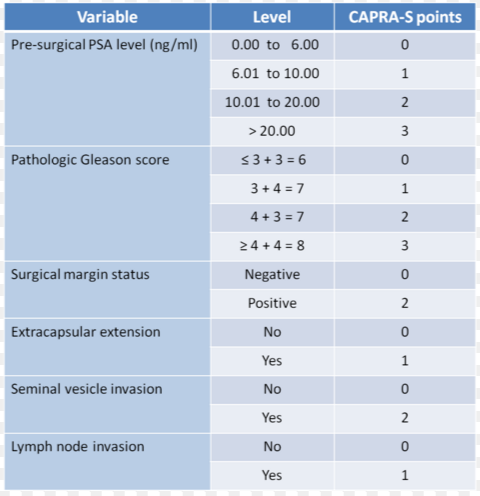 Variable Level CAPRA-S points
Pre-surgical PSA level (ng/ml) 0.00 to 6.00 0
6.01 to 10.00 1
10.01 to 20.00 2
> 20.00 3
Pathologic Gleason score ≤ 3 + 3 = 6 0
3 + 4 = 7 1
4 + 3 = 7 2
≥ 4 + 4 = 8 3
Surgical margin status Negative 0
Positive 2
Extracapsular extension No 0
Yes 1
Seminal vesicle invasion No 0
Yes 2
Lymph node invasion No 0
Yes 1